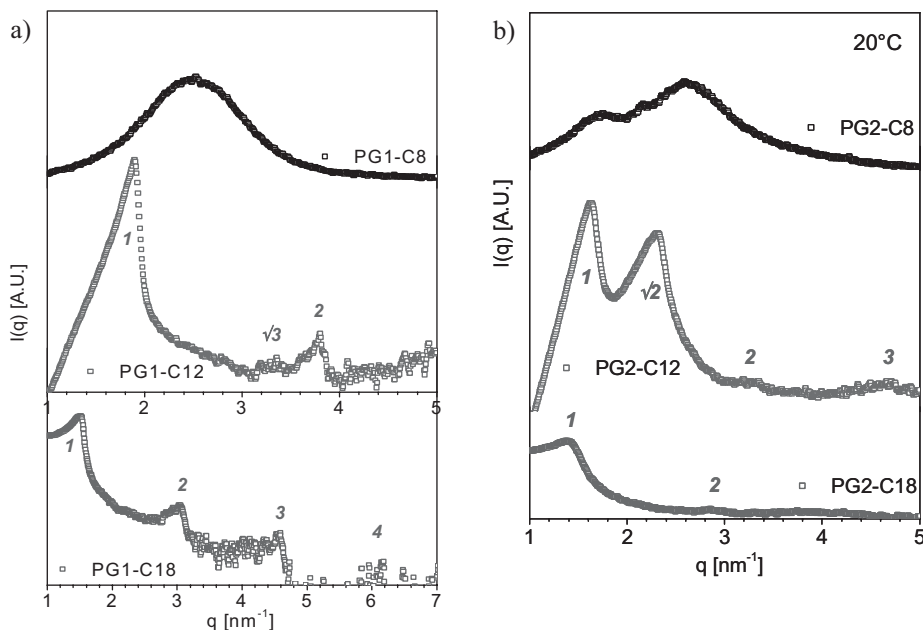 a)
I(q) [A.U.]
PG1-C8
1
√3
2
PG1-C12
1 2 3 4 5
1
2
3
4
PG1-C18
1 2 3 4 5 6 7
q [nm⁻¹]
b)
20°C
I(q) [A.U.]
PG2-C8
1
√2
2
3
PG2-C12
1
2
PG2-C18
1 2 3 4 5
q [nm⁻¹]